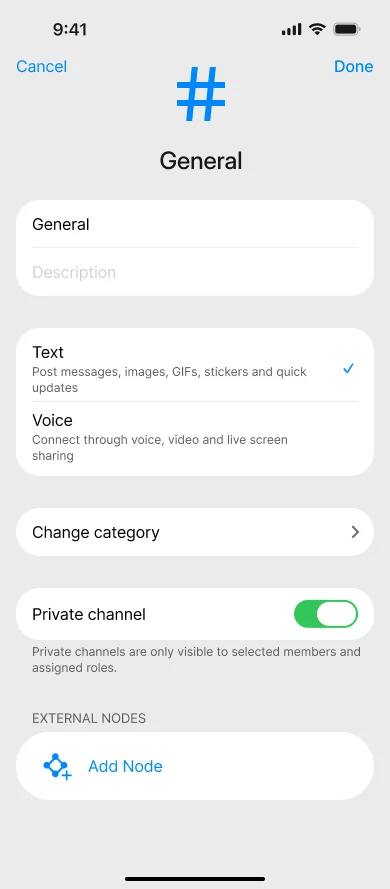 9:41
Cancel
Done
#
General
General
Description
Text
Post messages, images, GIFs, stickers and quick
updates
Voice
Connect through voice, video and live screen
sharing
Change category
Private channel
Private channels are only visible to selected members and
assigned roles.
EXTERNAL NODES
Add Node